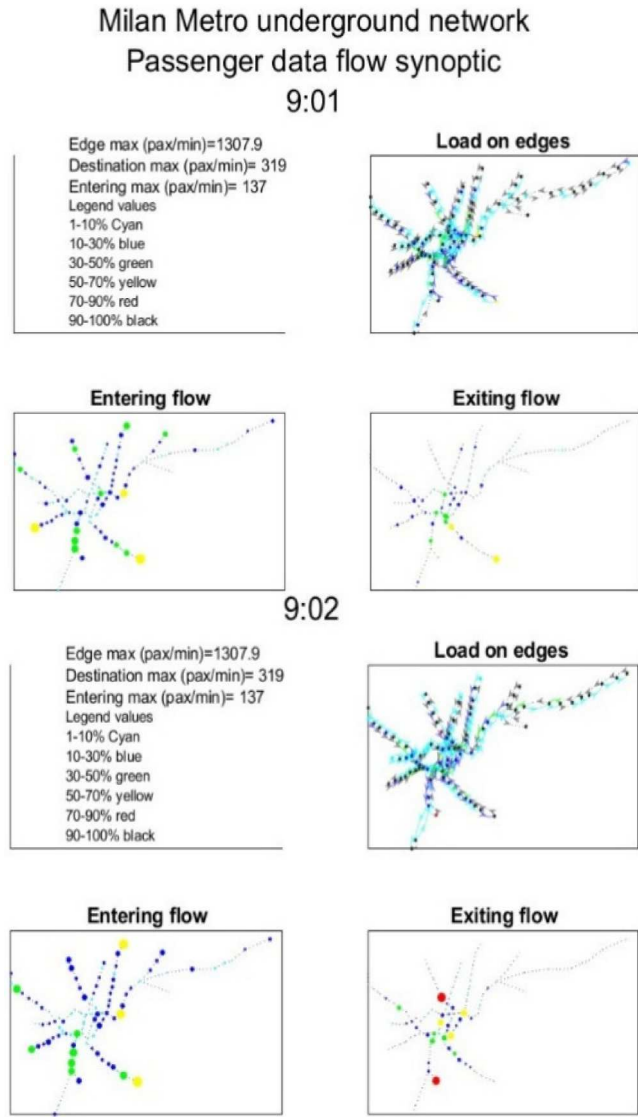 Milan Metro underground network
Passenger data flow synoptic
9:01
Edge max (pax/min)=1307.9
Destination max (pax/min)= 319
Entering max (pax/min)= 137
Legend values
1-10% Cyan
10-30% blue
30-50% green
50-70% yellow
70-90% red
90-100% black
Load on edges
Entering flow
Exiting flow
9:02
Edge max (pax/min)=1307.9
Destination max (pax/min)= 319
Entering max (pax/min)= 137
Legend values
1-10% Cyan
10-30% blue
30-50% green
50-70% yellow
70-90% red
90-100% black
Load on edges
Entering flow
Exiting flow